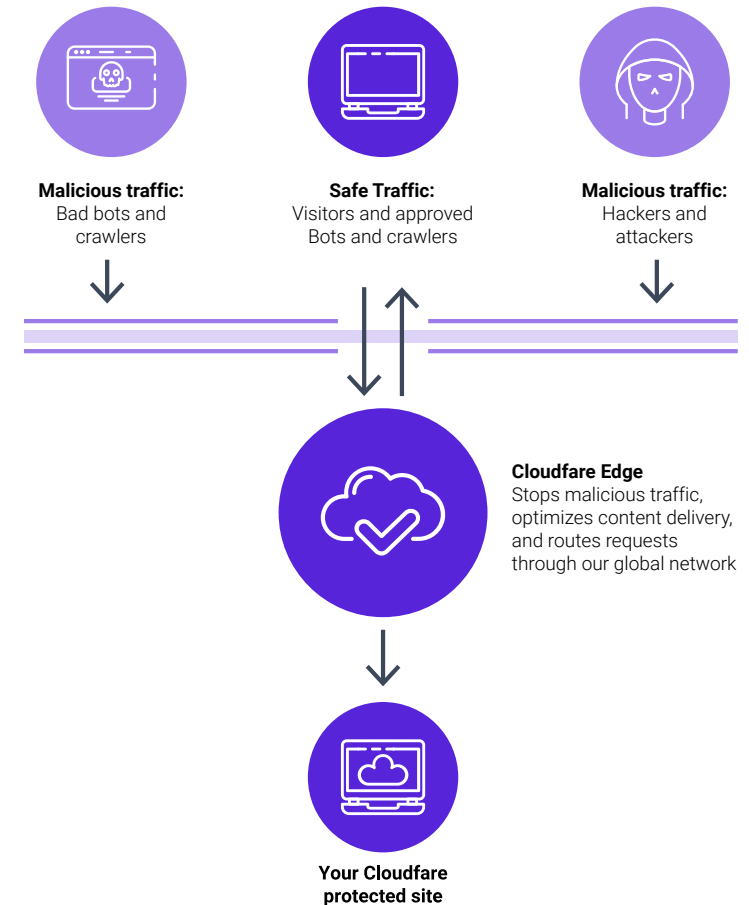 Malicious traffic:
Bad bots and
crawlers
Safe Traffic:
Visitors and approved
Bots and crawlers
Malicious traffic:
Hackers and
attackers
Cloudfare Edge
Stops malicious traffic,
optimizes content delivery,
and routes requests
through our global network
Your Cloudfare
protected site